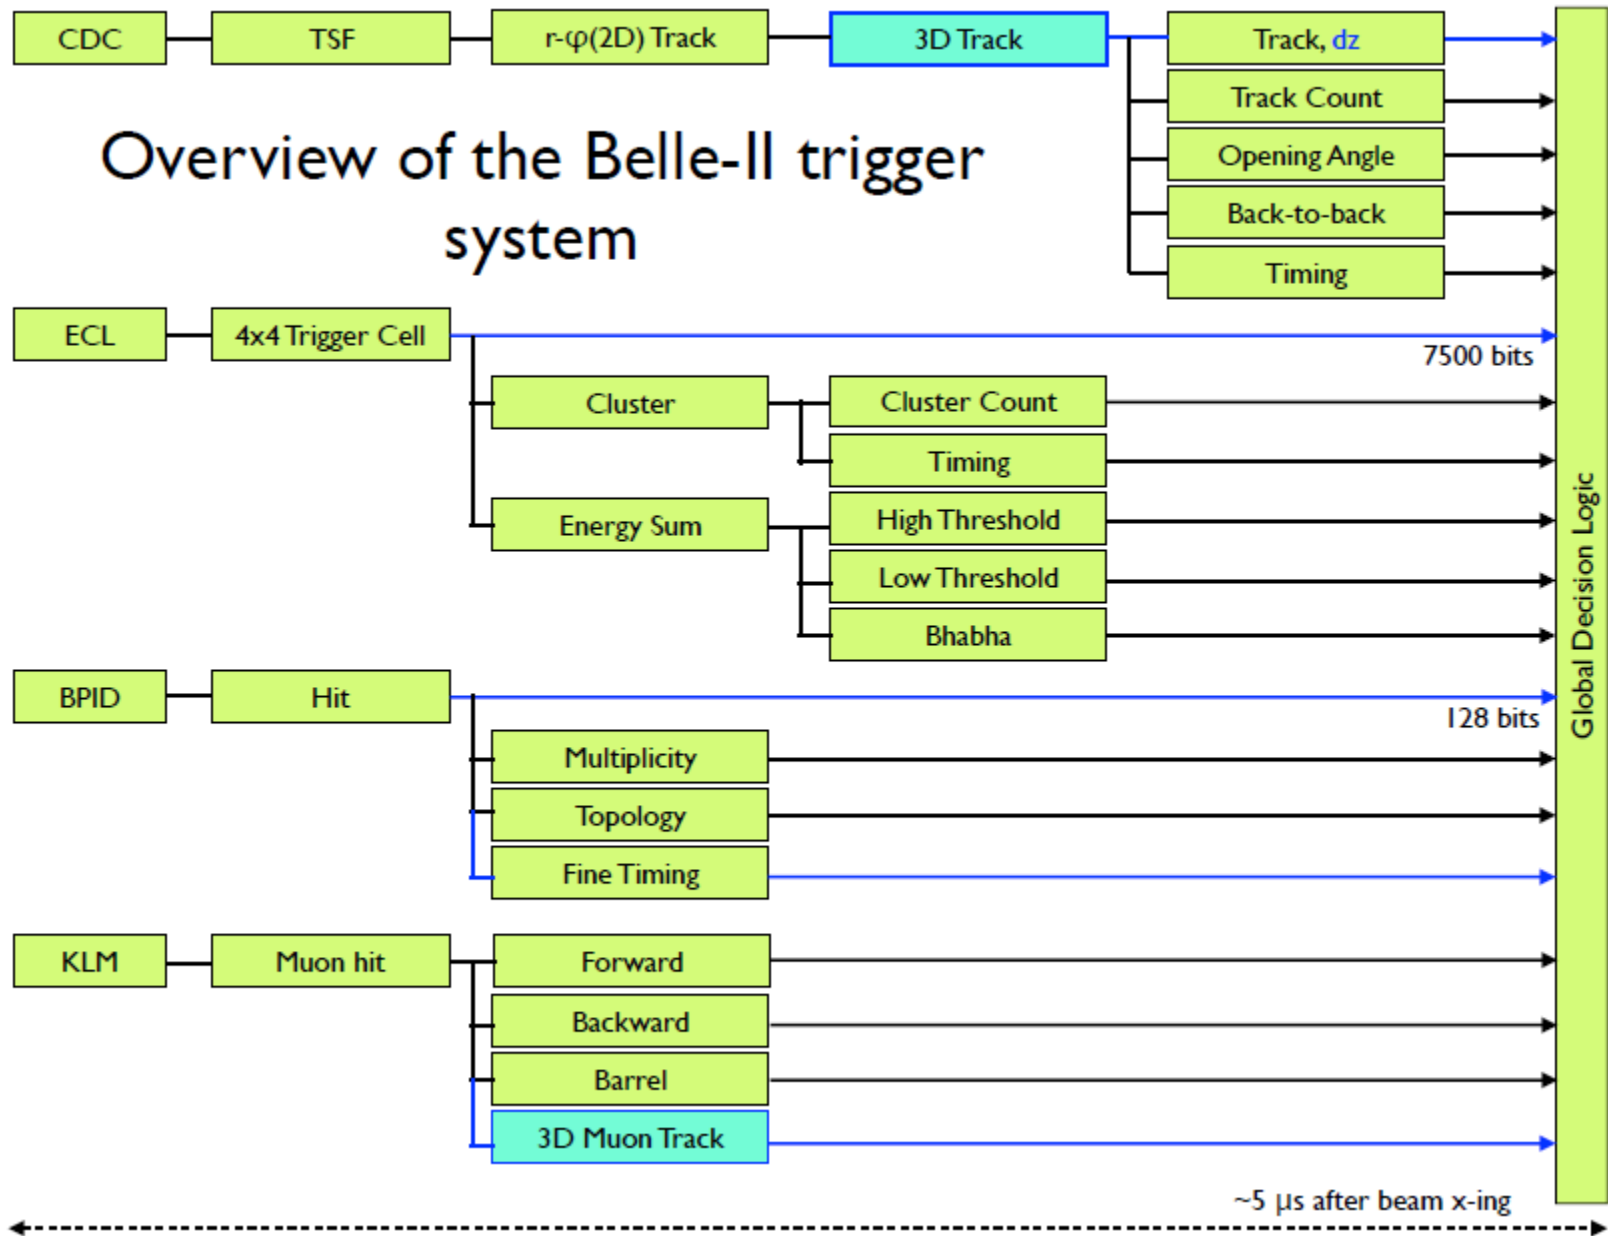 CDC
TSF
r-φ(2D) Track
3D Track
Track, dz
Track Count
Opening Angle
Back-to-back
Timing
Overview of the Belle-II trigger
system
ECL
4x4 Trigger Cell
7500 bits
Cluster
Cluster Count
Timing
Energy Sum
High Threshold
Low Threshold
Bhabha
BPID
Hit
128 bits
Multiplicity
Topology
Fine Timing
KLM
Muon hit
Forward
Backward
Barrel
3D Muon Track
Global Decision Logic
~5 μs after beam x-ing